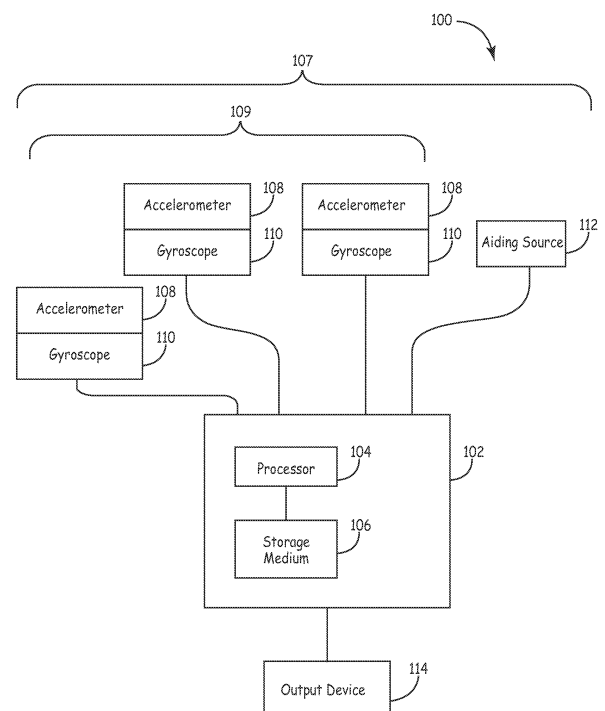 100
107
109
Accelerometer
108
Gyroscope
110
Accelerometer
108
Gyroscope
110
Aiding Source
112
Accelerometer
108
Gyroscope
110
102
Processor
104
Storage
Medium
106
Output Device
114